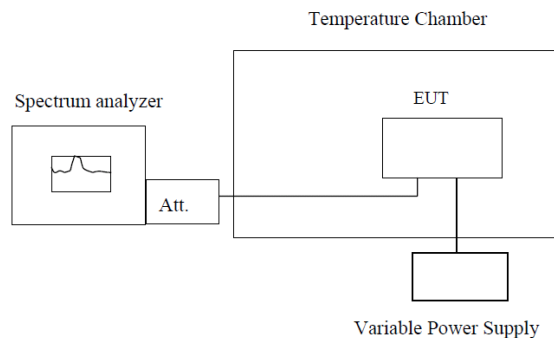 Temperature Chamber
Spectrum analyzer
EUT
Att.
Variable Power Supply